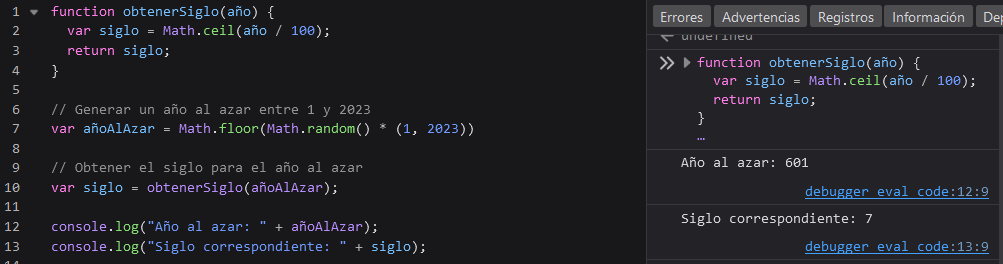 1 function obtenerSiglo(año) {
2 var siglo = Math.ceil(año / 100);
3 return siglo;
4 }
5
6 // Generar un año al azar entre 1 y 2023
7 var añoAlAzar = Math.floor(Math.random() * (1, 2023))
8
9 // Obtener el siglo para el año al azar
10 var siglo = obtenerSiglo(añoAlAzar);
11
12 console.log("Año al azar: " + añoAlAzar);
13 console.log("Siglo correspondiente: " + siglo);
Errores Advertencias Registros Información Dep
undefined
function obtenerSiglo(año) {
var siglo = Math.ceil(año / 100);
return siglo;
}
…
Año al azar: 601
debugger eval code:12:9
Siglo correspondiente: 7
debugger eval code:13:9